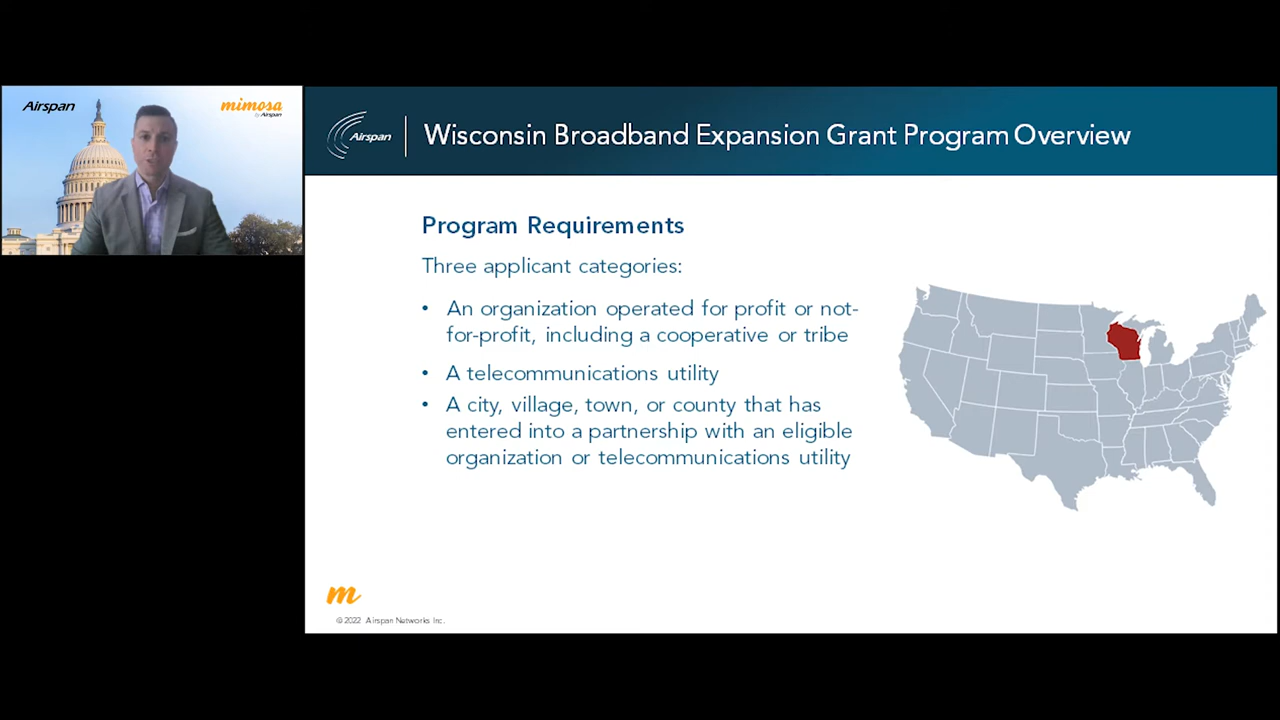 Airspan
mimosa
by Airspan
Airspan
Wisconsin Broadband Expansion Grant Program Overview
Program Requirements
Three applicant categories:
• An organization operated for profit or not-
for-profit, including a cooperative or tribe
• A telecommunications utility
• A city, village, town, or county that has
entered into a partnership with an eligible
organization or telecommunications utility
m
© 2022 Airspan Networks Inc.